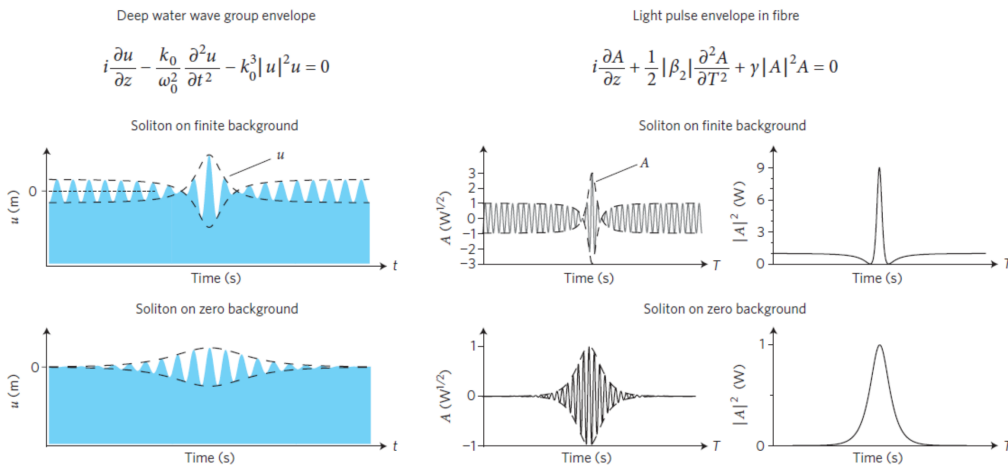 Deep water wave group envelope
i ∂u/∂z − k₀/ω₀² ∂²u/∂t² − k₀³|u|²u = 0
Soliton on finite background
u (m)
0
u
t
Time (s)
Soliton on zero background
u (m)
0
t
Time (s)
Light pulse envelope in fibre
i ∂A/∂z + 1/2 |β₂| ∂²A/∂T² + γ|A|²A = 0
Soliton on finite background
A (W^1/2)
3
2
1
0
−1
−2
−3
A
T
Time (s)
|A|² (W)
9
6
3
0
T
Time (s)
Soliton on zero background
A (W^1/2)
1
0
−1
T
Time (s)
|A|² (W)
1
0
T
Time (s)